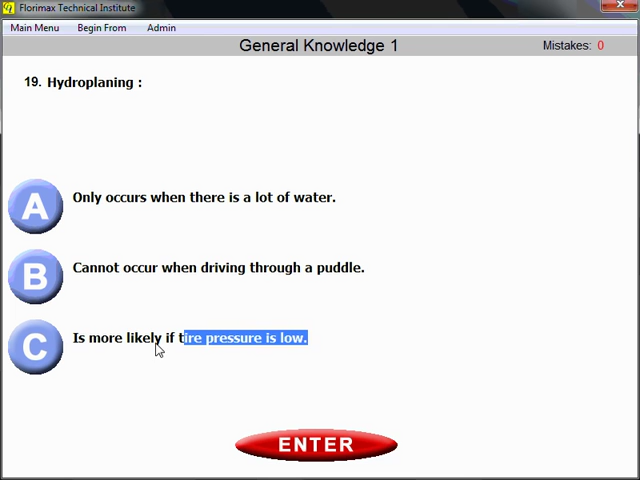 Florimax Technical Institute
Main Menu Begin From Admin
General Knowledge 1 Mistakes: 0
19. Hydroplaning :
A Only occurs when there is a lot of water.
B Cannot occur when driving through a puddle.
C Is more likely if tire pressure is low.
ENTER